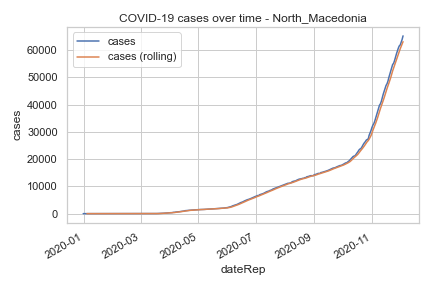 COVID-19 cases over time - North_Macedonia
cases
cases (rolling)
60000
50000
40000
30000
20000
10000
0
cases
2020-01
2020-03
2020-05
2020-07
2020-09
2020-11
dateRep